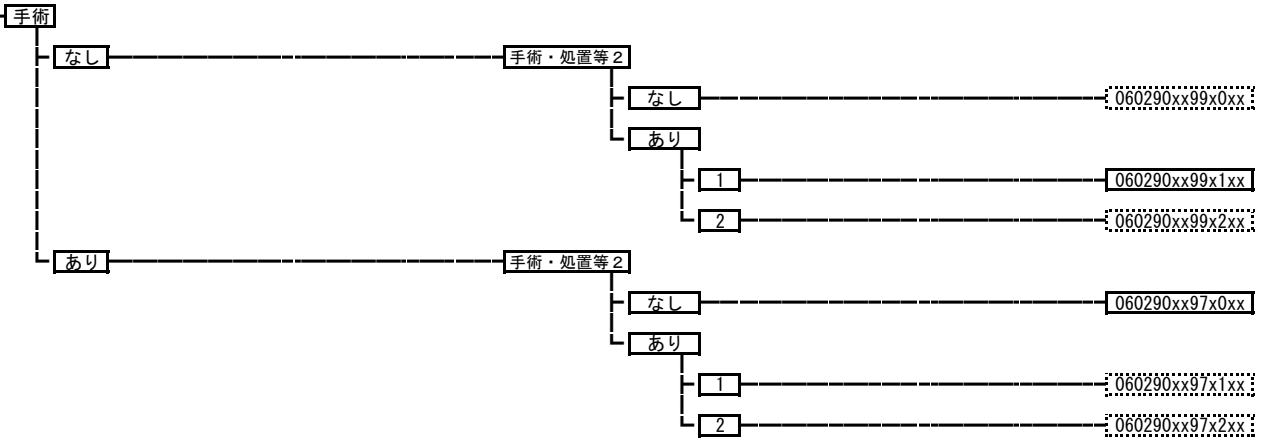 手術
なし 手術・処置等２
なし 060290xx99x0xx
あり
1 060290xx99x1xx
2 060290xx99x2xx
あり 手術・処置等２
なし 060290xx97x0xx
あり
1 060290xx97x1xx
2 060290xx97x2xx